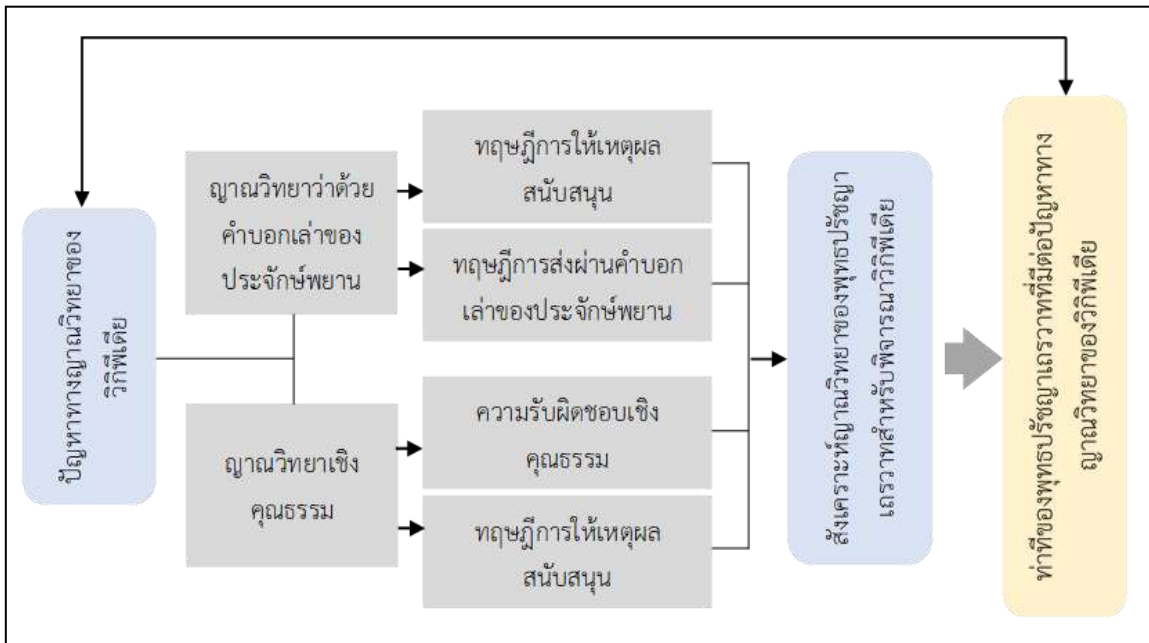 ปัญหาทางญาณวิทยาของ
วิกิพีเดีย
ญาณวิทยาว่าด้วย
คำบอกเล่าของ
ประจักษ์พยาน
ญาณวิทยาเชิง
คุณธรรม
ทฤษฎีการให้เหตุผล
สนับสนุน
ทฤษฎีการส่งผ่านคำบอก
เล่าของประจักษ์พยาน
ความรับผิดชอบเชิง
คุณธรรม
ทฤษฎีการให้เหตุผล
สนับสนุน
สังเคราะห์ญาณวิทยาของพุทธปรัชญา
เถรวาทสำหรับพิจารณาวิกิพีเดีย
ท่าทีของพุทธปรัชญาเถรวาทที่มีต่อปัญหาทาง
ญาณวิทยาของวิกิพีเดีย